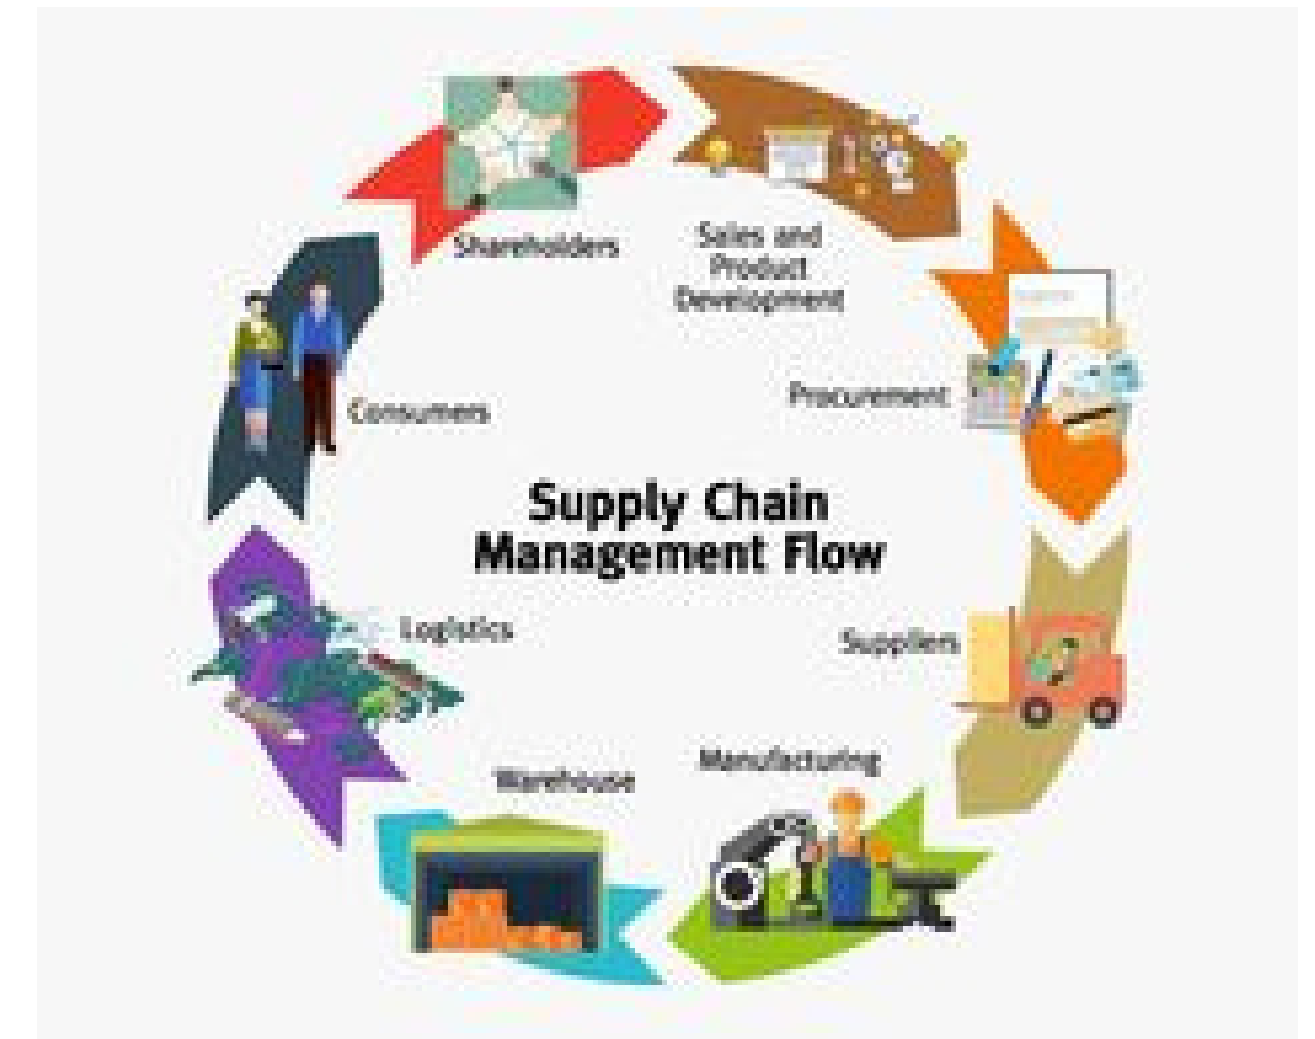 Shareholders
Sales and
Product
Development
Procurement
Consumers
Supply Chain
Management Flow
Logistics
Suppliers
Manufacturing
Warehouse